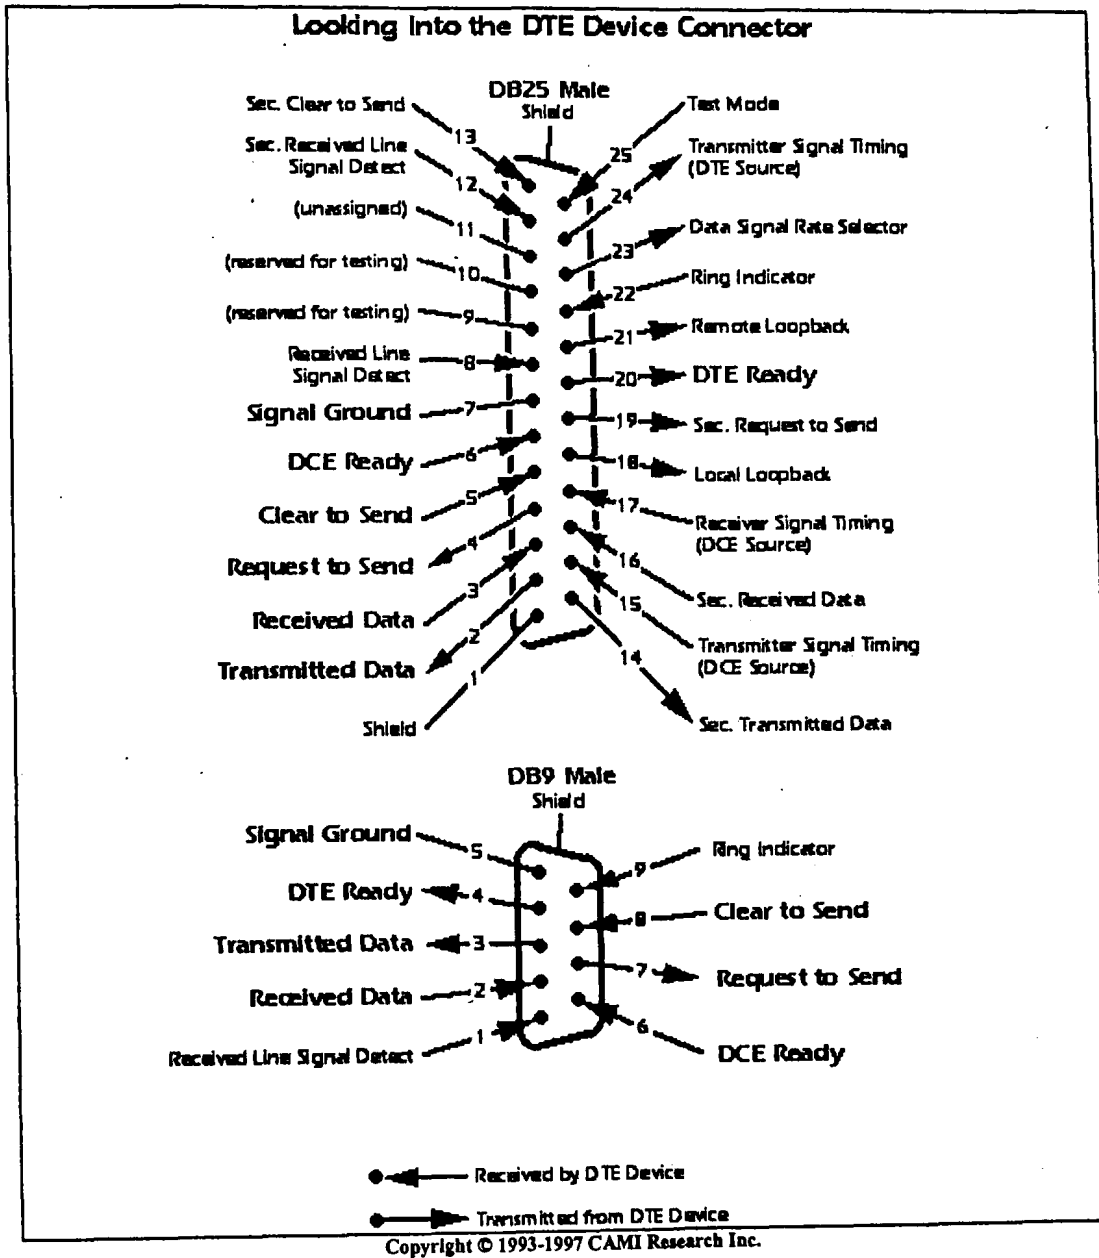 Looking Into the DTE Device Connector
DB25 Male
Shield
Sec. Clear to Send
13
Sec. Received Line
Signal Detect
12
(unassigned)
11
(reserved for testing)
10
(reserved for testing)
9
Received Line
Signal Detect
8
Signal Ground
7
DCE Ready
6
Clear to Send
5
Request to Send
4
Received Data
3
Transmitted Data
2
Shield
1
25
Test Mode
24
Transmitter Signal Timing
(DTE Source)
23
Data Signal Rate Selector
22
Ring Indicator
21
Remote Loopback
20
DTE Ready
19
Sec. Request to Send
18
Local Loopback
17
Receiver Signal Timing
(DCE Source)
16
Sec. Received Data
15
Transmitter Signal Timing
(DCE Source)
14
Sec. Transmitted Data
DB9 Male
Shield
Signal Ground
5
DTE Ready
4
Transmitted Data
3
Received Data
2
Received Line Signal Detect
1
9
Ring Indicator
8
Clear to Send
7
Request to Send
6
DCE Ready
Received by DTE Device
Transmitted from DTE Device
Copyright © 1993-1997 CAMI Research Inc.